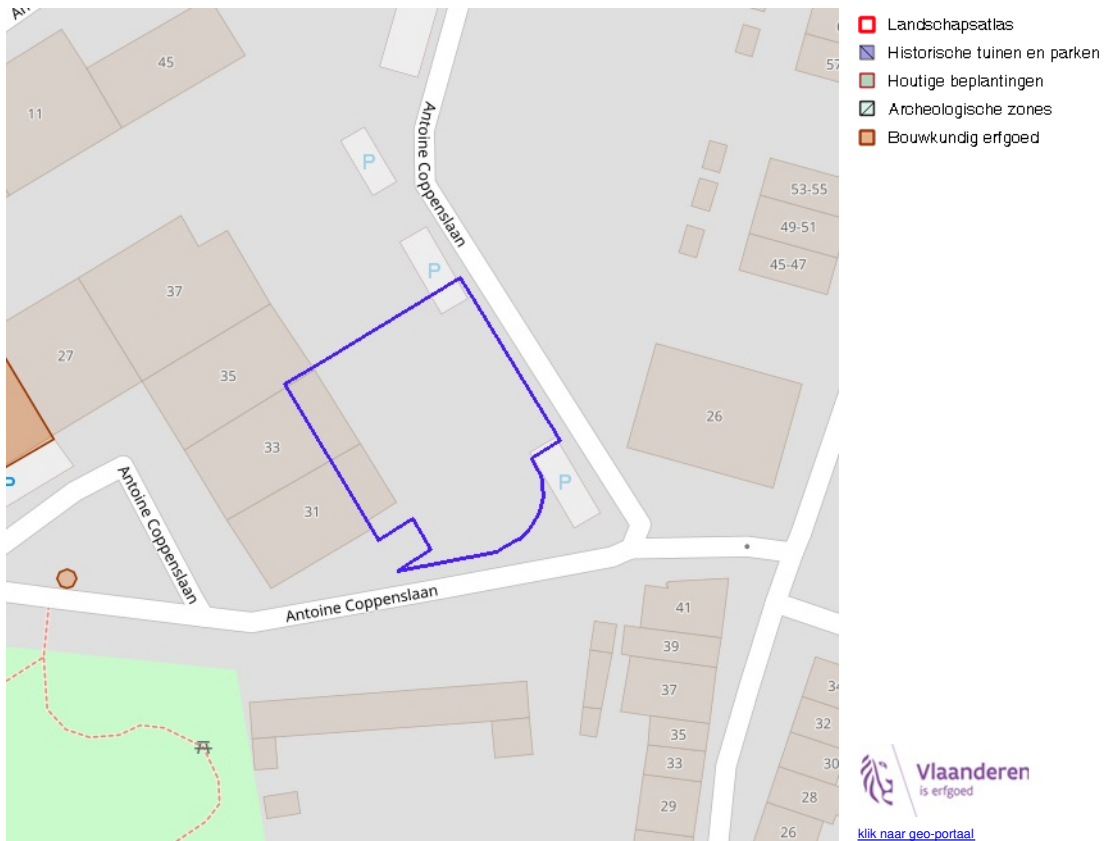 45
57
11
Antoine Coppenslaan
P
53-55
49-51
45-47
P
37
27
35
26
33
P
31
P
Antoine Coppenslaan
Antoine Coppenslaan
41
39
37
35
33
29
32
30
28
26
Landschapsatlas
Historische tuinen en parken
Houtige beplantingen
Archeologische zones
Bouwkundig erfgoed
Vlaanderen
is erfgoed
klik naar geo-portaal